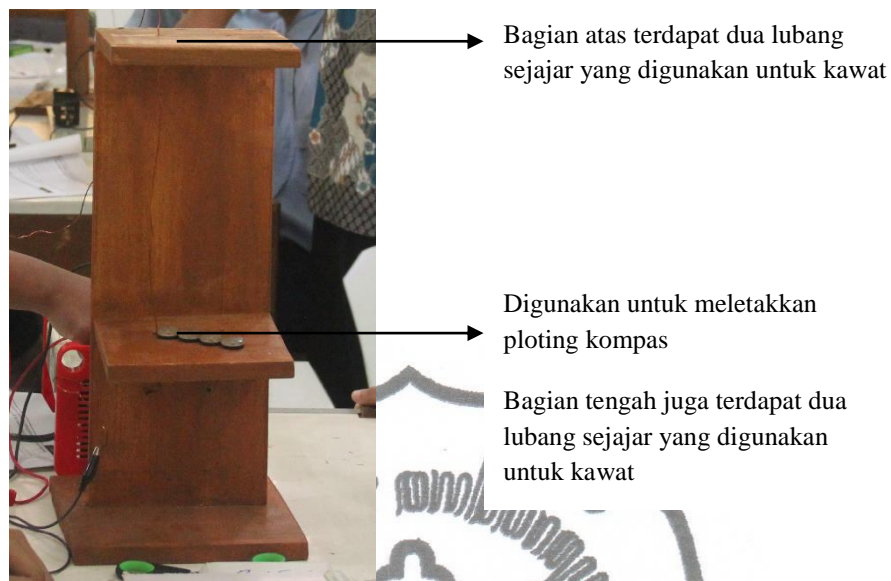 Bagian atas terdapat dua lubang
sejajar yang digunakan untuk kawat
Digunakan untuk meletakkan
ploting kompas
Bagian tengah juga terdapat dua
lubang sejajar yang digunakan
untuk kawat